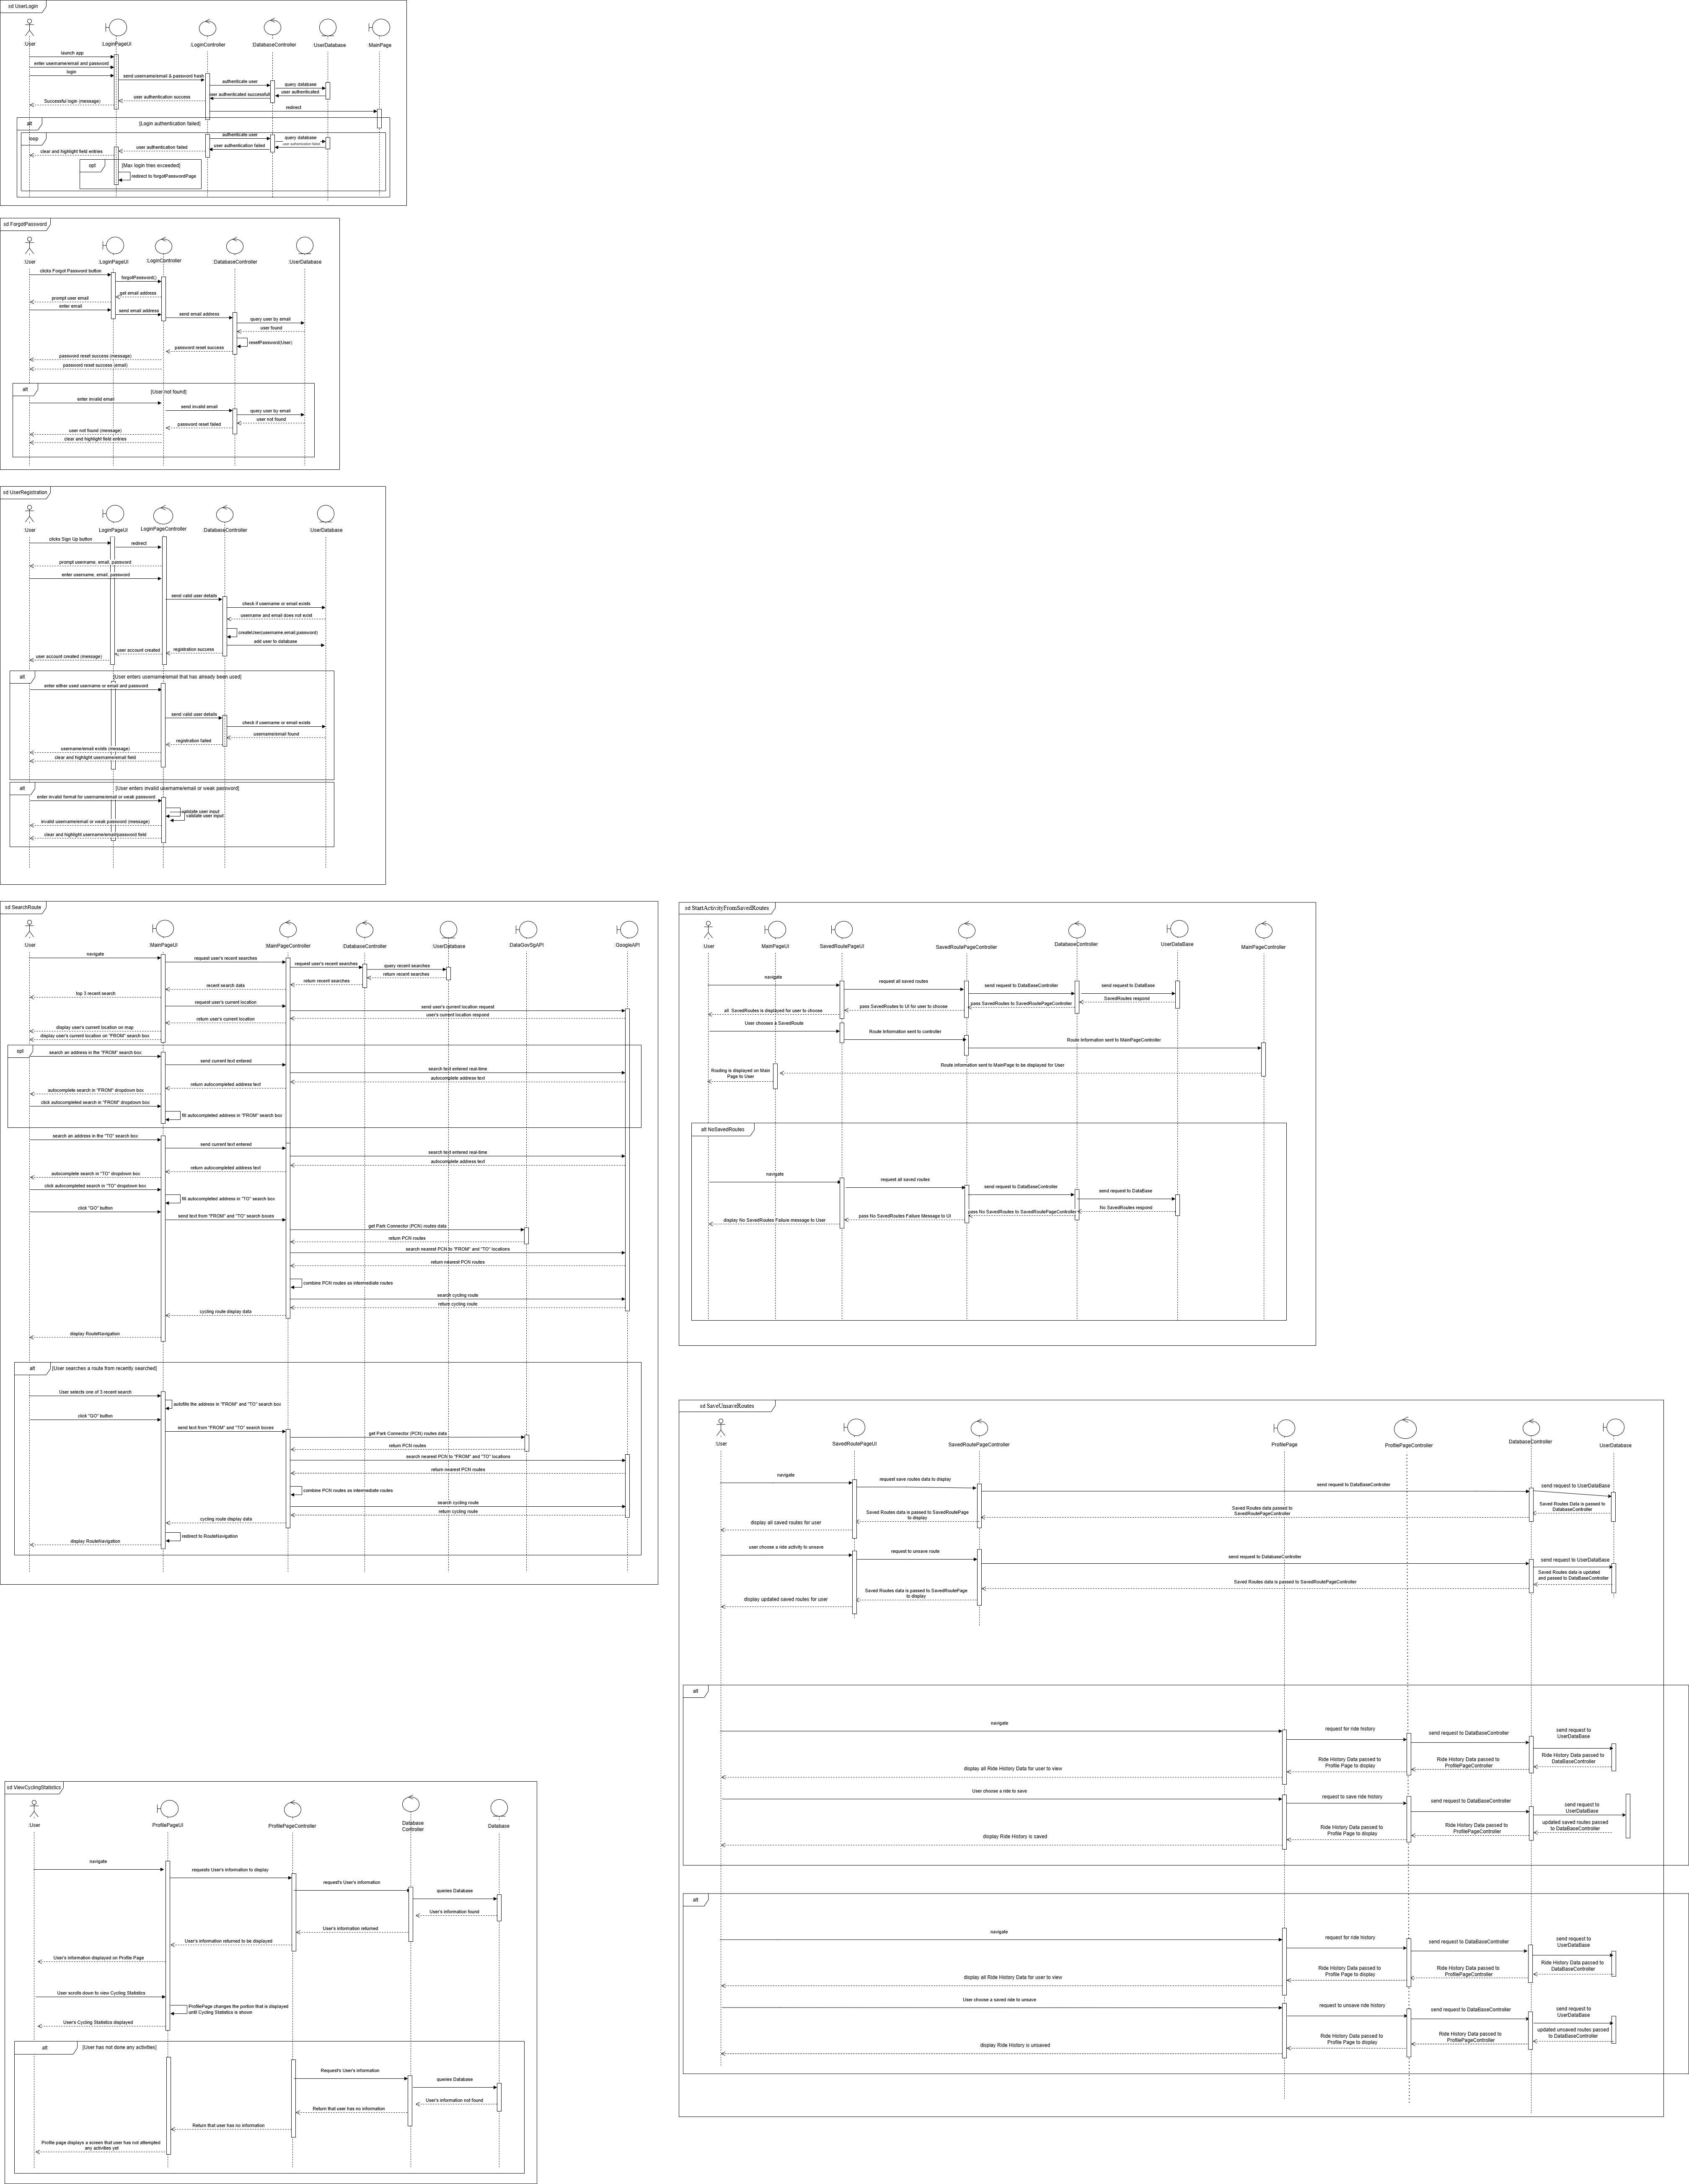 sd UserLogin
:User
:LoginPageUI
:LoginController
:DatabaseController
:UserDatabase
:MainPage
launch app
enter username/email and password
login
send username/email & password hash
authenticate user
query database
user authenticated
user authenticated successfull
user authentication success
Successful login (message)
redirect
alt
[Login authentication failed]
loop
authenticate user
query database
user authentication failed
user authentication failed
user authentication failed
clear and highlight field entries
opt
[Max login tries exceeded]
redirect to forgotPasswordPage
sd ForgotPassword
:User
:LoginPageUI
:LoginController
:DatabaseController
:UserDatabase
clicks Forgot Password button
forgotPassword()
get email address
prompt user email
enter email
send email address
send email address
query user by email
user found
resetPassword(User)
password reset success
password reset success (message)
password reset success (email)
alt
[User not found]
enter invalid email
send invalid email
query user by email
user not found
password reset failed
user not found (message)
clear and highlight field entries
sd UserRegistration
:User
LoginPageUI
LoginPageController
:DatabaseController
:UserDatabase
clicks Sign Up button
redirect
prompt username, email, password
enter username, email, password
send valid user details
check if username or email exists
username and email does not exist
createUser(username,email,password)
add user to database
registration success
user account created
user account created (message)
alt
[User enters username/email that has already been used]
enter either used username or email and password
send valid user details
check if username or email exists
username/email found
registration failed
username/email exists (message)
clear and highlight username/email field
alt
[User enters invalid username/email or weak password]
enter invalid format for username/email or weak password
validate user input
validate user input
invalid username/email or weak password (message)
clear and highlight username/email/password field
sd SearchRoute
:User
:MainPageUI
:MainPageController
:DatabaseController
:UserDatabase
DataGovSgAPI
:GoogleAPI
navigate
request user's recent searches
request user's recent searches
query recent searches
return recent searches
return recent searches
recent search data
top 3 recent search
request user's current location
send user's current location request
user's current location respond
return user's current location
display user's current location on map
display user's current location on "FROM" search box
opt
search an address in the "FROM" search box
send current text entered
search text entered real-time
autocomplete address text
return autocompleted address text
autocomplete search in "FROM" dropdown box
click autocompleted search in "FROM" dropdown box
fill autocompleted address in "FROM" search box
search an address in the "TO" search box
send current text entered
search text entered real-time
autocomplete address text
return autocompleted address text
autocomplete search in "TO" dropdown box
click autocompleted search in "TO" dropdown box
fill autocompleted address in "TO" search box
click "GO" button
send text from "FROM" and "TO" search boxes
get Park Connector (PCN) routes data
return PCN routes
search nearest PCN to "FROM" and "TO" locations
return nearest PCN routes
combine PCN routes as intermediate routes
search cycling route
return cycling route
cycling route display data
display RouteNavigation
alt
[User searches a route from recently searched]
User selects one of 3 recent search
autofills the address in "FROM" and "TO" search box
click "GO" button
send text from "FROM" and "TO" search boxes
get Park Connector (PCN) routes data
return PCN routes
search nearest PCN to "FROM" and "TO" locations
return nearest PCN routes
combine PCN routes as intermediate routes
search cycling route
return cycling route
cycling route display data
redirect to RouteNavigation
display RouteNavigation
sd StartActivityFromSavedRoutes
:User
MainPageUI
SavedRoutePageUI
SavedRoutePageController
DatabaseController
UserDataBase
MainPageController
navigate
request all saved routes
send request to DataBaseController
send request to DataBase
SavedRoutes respond
pass SavedRoutes to SavedRoutePageController
pass SavedRoutes to UI for user to choose
all SavedRoutes is displayed for user to choose
User chooses a SavedRoute
Route Information sent to controller
Route Information sent to MainPageController
Route information sent to MainPage to be displayed for User
Routing is displayed on Main
Page to User
alt NoSavedRoutes
navigate
request all saved routes
send request to DataBaseController
send request to DataBase
No SavedRoutes respond
pass No SavedRoutes to SavedRoutePageController
pass No SavedRoutes Failure Message to UI
display No SavedRoutes Failure message to User
sd SaveUnsaveRoutes
:User
SavedRoutePageUI
SavedRoutePageController
ProfilePage
ProfilePageController
DatabaseController
UserDatabase
navigate
request save routes data to display
send request to DataBaseController
send request to UserDataBase
Saved Routes Data is passed to
DatabaseController
Saved Routes data passed to
SavedRoutePageController
Saved Routes data is passed to SavedRoutePage
to display
display all saved routes for user
user choose a ride activity to unsave
request to unsave route
send request to DatabaseController
send request to UserDataBase
Saved Routes data is updated
and passed to DataBaseController
Saved Routes data is passed to SavedRoutePageController
Saved Routes data is passed to SavedRoutePage
to display
display updated saved routes for user
alt
navigate
request for ride history
send request to DataBaseController
send request to
UserDataBase
Ride History Data passed to
DataBaseController
Ride History Data passed to
ProfilePageController
Ride History Data passed to
Profile Page to display
display all Ride History Data for user to view
User choose a ride to save
request to save ride history
send request to DataBaseController
send request to
UserDataBase
updated saved routes passed
to DataBaseController
Ride History Data passed to
ProfilePageController
Ride History Data passed to
Profile Page to display
display Ride History is saved
alt
navigate
request for ride history
send request to DataBaseController
send request to
UserDataBase
Ride History Data passed to
DataBaseController
Ride History Data passed to
ProfilePageController
Ride History Data passed to
Profile Page to display
display all Ride History Data for user to view
User choose a saved ride to unsave
request to unsave ride history
send request to DataBaseController
send request to
UserDataBase
updated unsaved routes passed
to DataBaseController
Ride History Data passed to
ProfilePageController
Ride History Data passed to
Profile Page to display
display Ride History is unsaved
sd ViewCyclingStatistics
:User
ProfilePageUI
ProfilePageController
Database
Controller
Database
navigate
requests User's information to display
request's User's information
queries Database
User's information found
User's information returned
User's information returned to be displayed
User's information displayed on Profile Page
User scrolls down to view Cycling Statistics
ProfilePage changes the portion that is displayed
until Cycling Statistics is shown
User's Cycling Statistics displayed
alt
[User has not done any activities]
Request's User's information
queries Database
User's information not found
Return that user has no information
Return that user has no information
Profile page displays a screen that user has not attempted
any activities yet